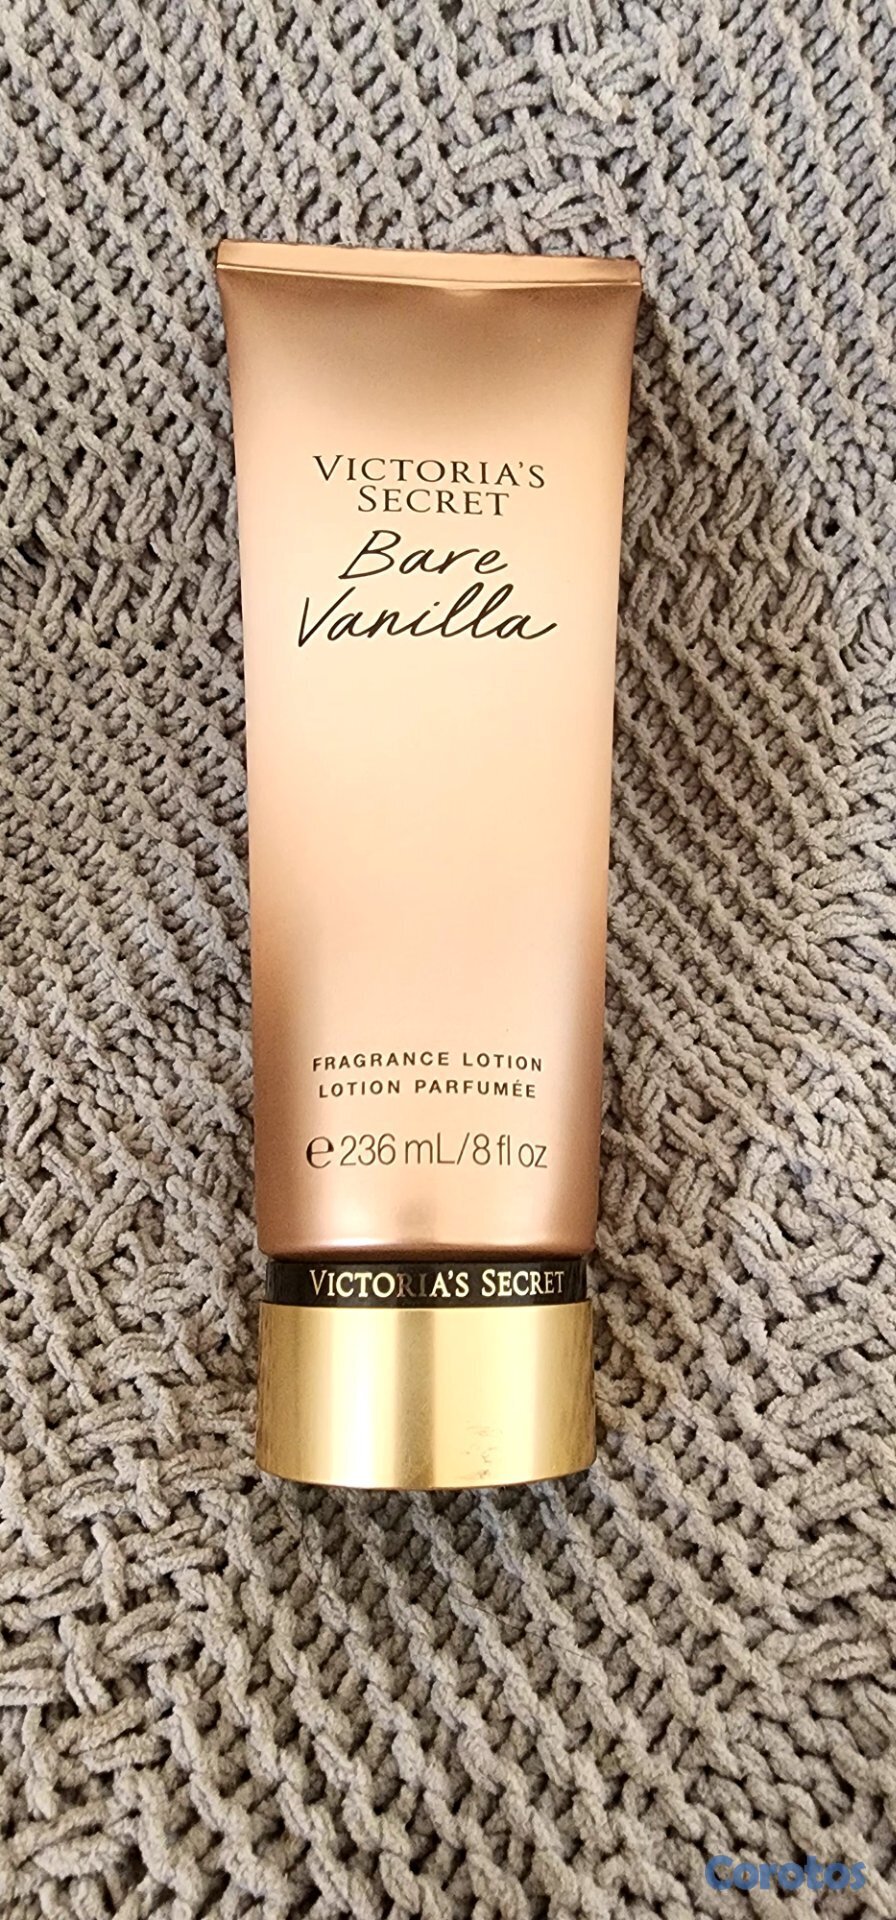 VICTORIA'S
SECRET
Bare
Vanilla
FRAGRANCE LOTION
LOTION PARFUMÉE
℮ 236 mL/8 fl oz
VICTORIA'S SECRET
Corotos